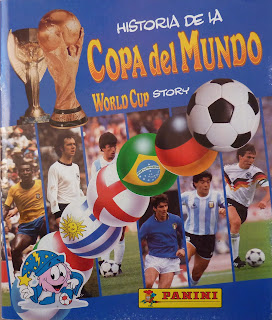 HISTORIA DE LA
COPA del MUNDO
WORLD CUP STORY
PANINI